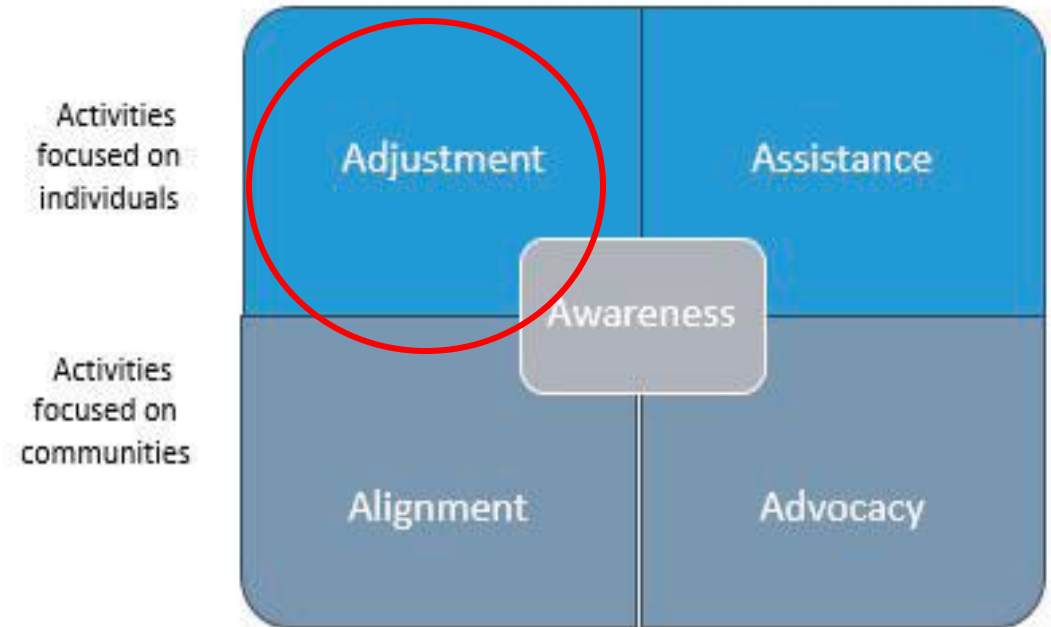 Activities
focused on
individuals
Adjustment
Assistance
Awareness
Activities
focused on
communities
Alignment
Advocacy